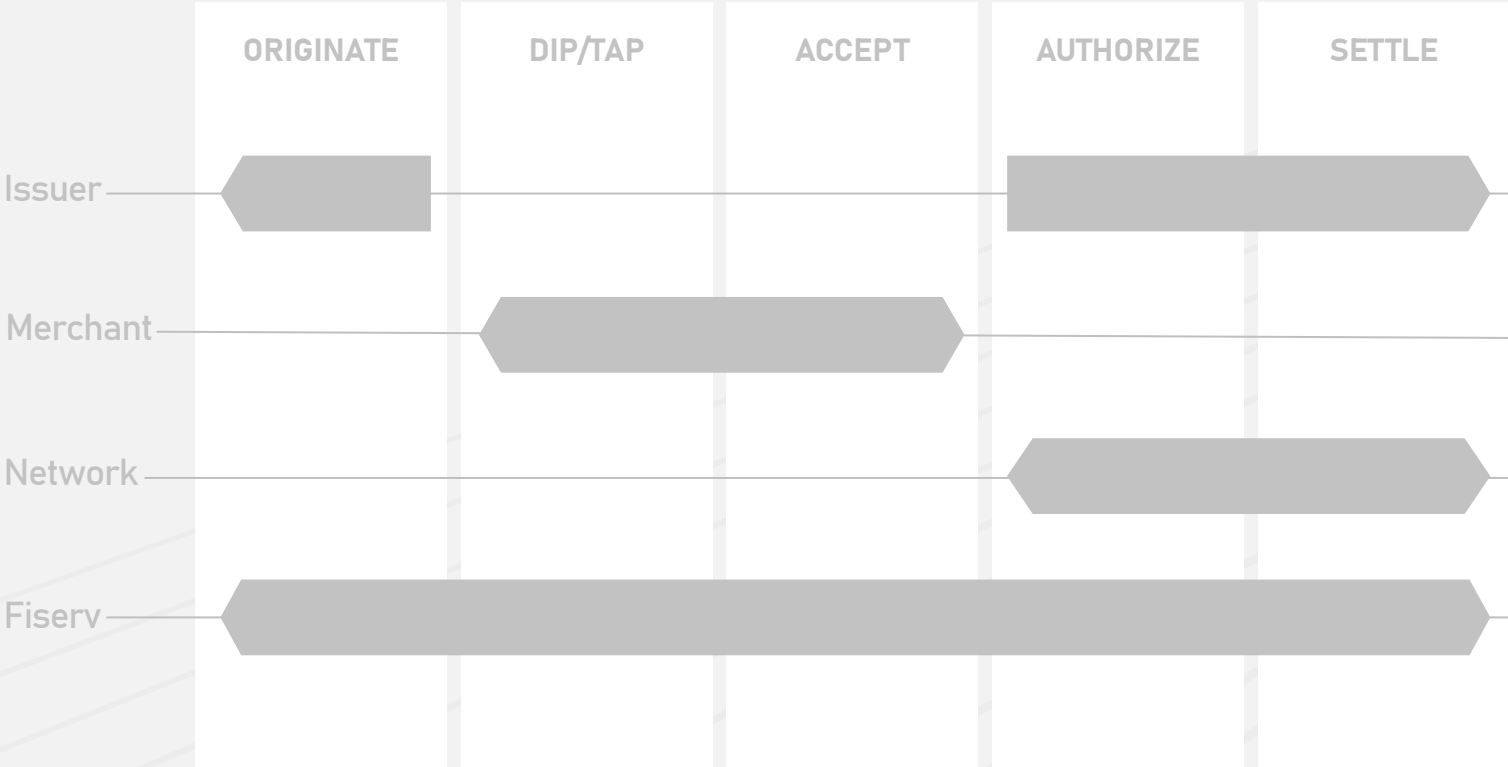 ORIGINATE DIP/TAP ACCEPT AUTHORIZE SETTLE
Issuer
Merchant
Network
Fiserv